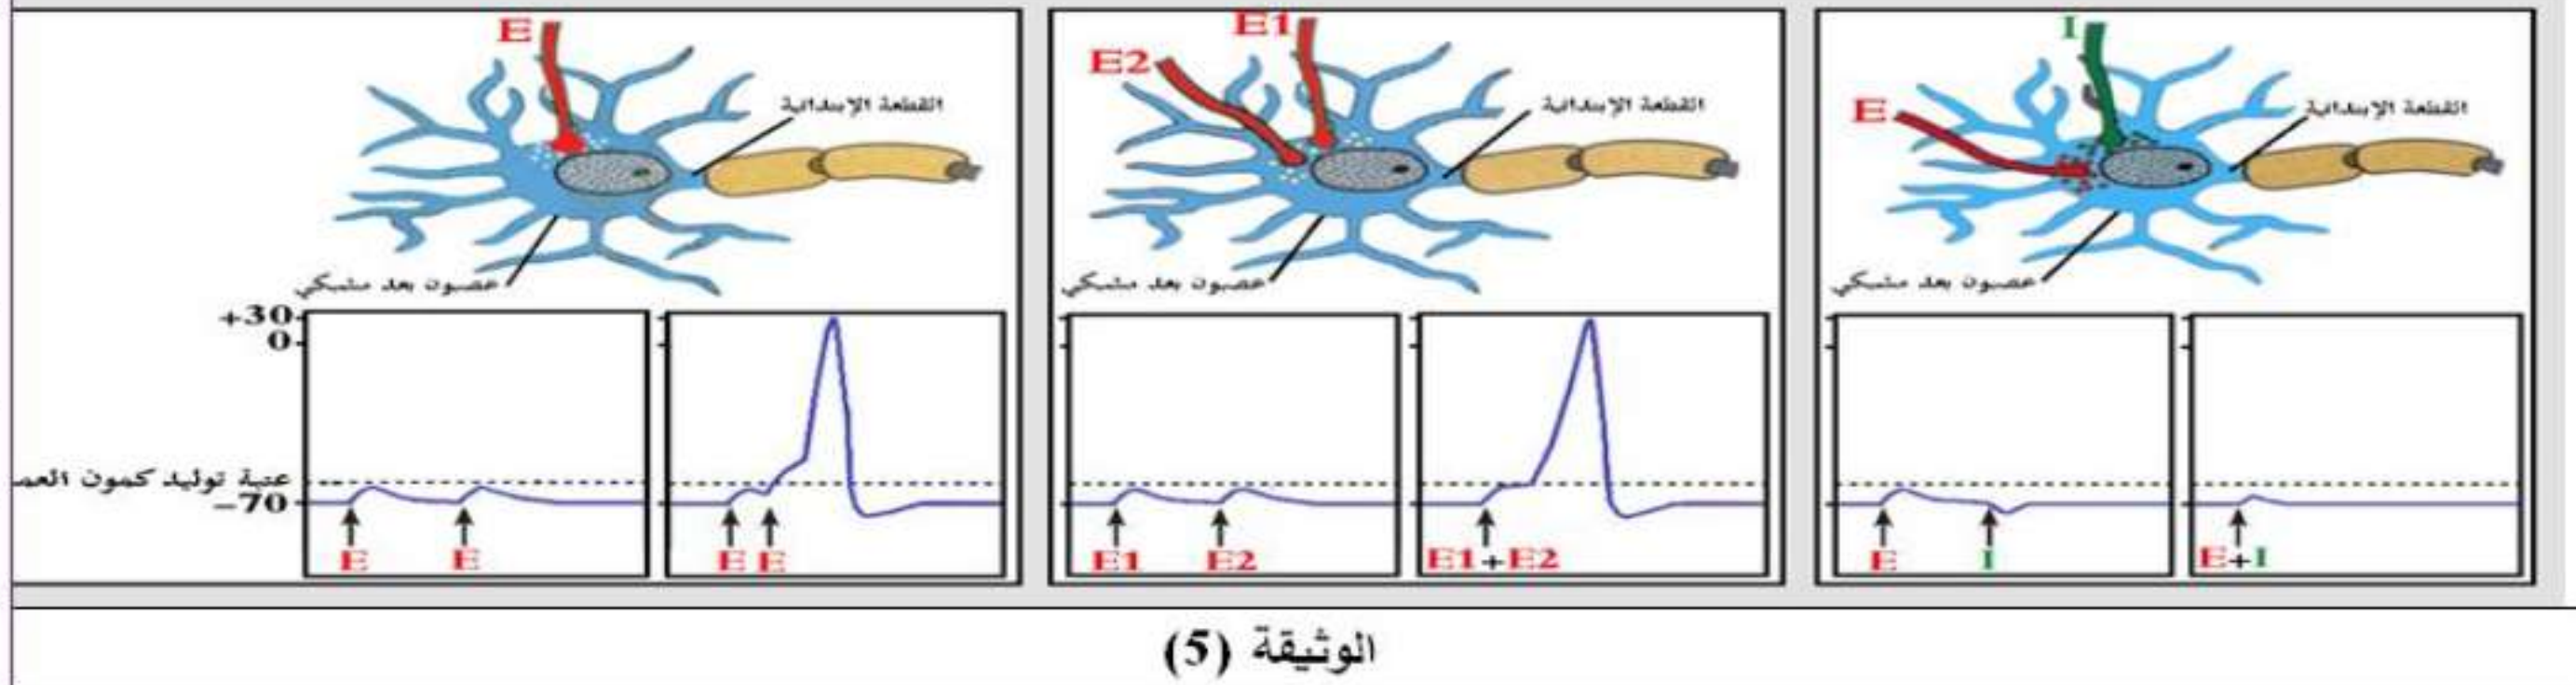 E
القطعة الإبتدائية
عصبون بعد مشبكي
+30
0
عتبة توليد كمون العمـ
-70
E E
E E
E1
E2
القطعة الإبتدائية
عصبون بعد مشبكي
E1 E2
E1+E2
I
E
القطعة الإبتدائية
عصبون بعد مشبكي
E I
E+I
الوثيقة (5)